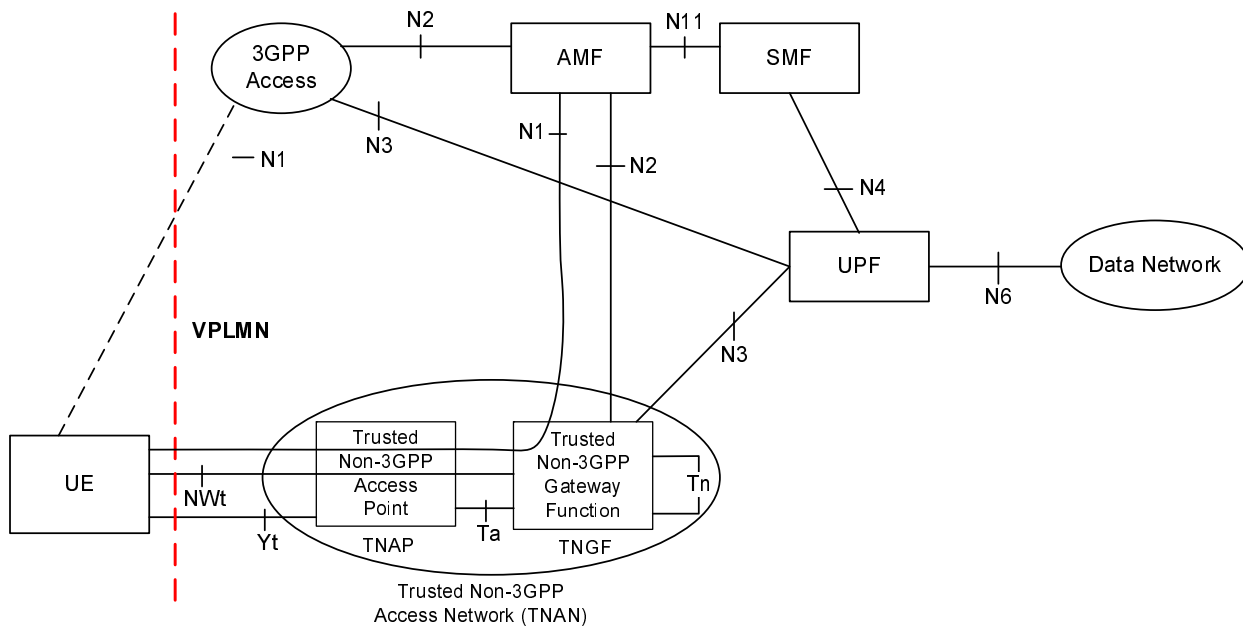 N2
N11
3GPP
Access
AMF
SMF
N1
N3
N1
N2
N4
UPF
Data Network
N6
VPLMN
N3
Trusted
Non-3GPP
Access
Point
Trusted
Non-3GPP
Gateway
Function
UE
NWt
Tn
Yt
Ta
TNAP
TNGF
Trusted Non-3GPP
Access Network (TNAN)